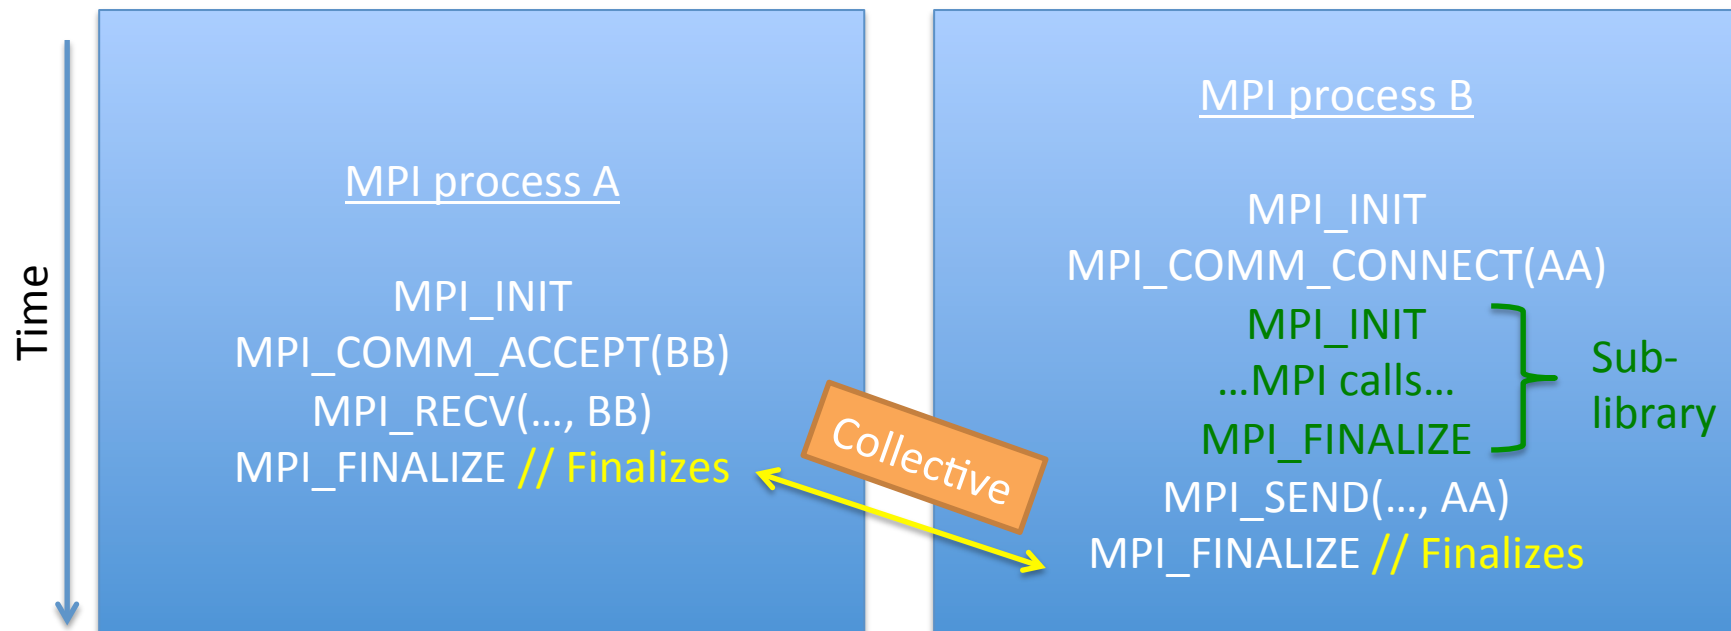 Time
MPI process A
MPI_INIT
MPI_COMM_ACCEPT(BB)
MPI_RECV(…, BB)
MPI_FINALIZE // Finalizes
Collective
MPI process B
MPI_INIT
MPI_COMM_CONNECT(AA)
MPI_INIT
…MPI calls…
MPI_FINALIZE
Sub-
library
MPI_SEND(…, AA)
MPI_FINALIZE // Finalizes